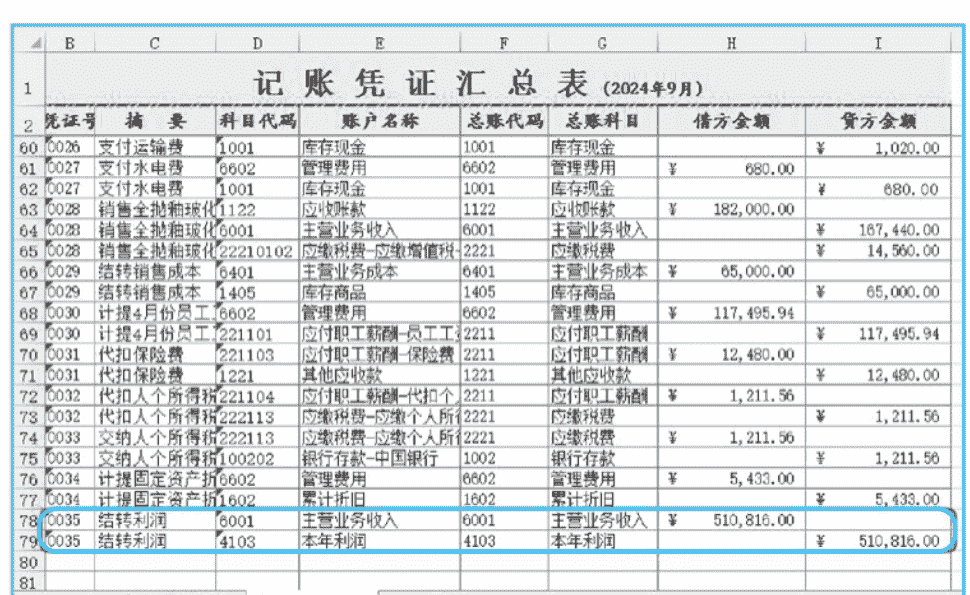 B C D E F G H I
1 记 账 凭 证 汇 总 表 (2024年9月)
2 凭证号 摘 要 科目代码 账户名称 总账代码 总账科目 借方金额 贷方金额
60 0026 支付运输费 1001 库存现金 1001 库存现金 ¥ 1,020.00
61 0027 支付水电费 6602 管理费用 6602 管理费用 ¥ 680.00
62 0027 支付水电费 1001 库存现金 1001 库存现金 ¥ 680.00
63 0028 销售全抛釉玻化 1122 应收账款 1122 应收账款 ¥ 182,000.00
64 0028 销售全抛釉玻化 6001 主营业务收入 6001 主营业务收入 ¥ 167,440.00
65 0028 销售全抛釉玻化 22210102 应缴税费-应缴增值税- 2221 应缴税费 ¥ 14,560.00
66 0029 结转销售成本 6401 主营业务成本 6401 主营业务成本 ¥ 65,000.00
67 0029 结转销售成本 1405 库存商品 1405 库存商品 ¥ 65,000.00
68 0030 计提4月份员工 6602 管理费用 6602 管理费用 ¥ 117,495.94
69 0030 计提4月份员工 221101 应付职工薪酬-员工工 2211 应付职工薪酬 ¥ 117,495.94
70 0031 代扣保险费 221103 应付职工薪酬-保险费 2211 应付职工薪酬 ¥ 12,480.00
71 0031 代扣保险费 1221 其他应收款 1221 其他应收款 ¥ 12,480.00
72 0032 代扣人个所得税 221104 应付职工薪酬-代扣个 2211 应付职工薪酬 ¥ 1,211.56
73 0032 代扣人个所得税 222113 应缴税费-应缴个人所得 2221 应缴税费 ¥ 1,211.56
74 0033 交纳人个所得税 222113 应缴税费-应缴个人所得 2221 应缴税费 ¥ 1,211.56
75 0033 交纳人个所得税 100202 银行存款-中国银行 1002 银行存款 ¥ 1,211.56
76 0034 计提固定资产折 6602 管理费用 6602 管理费用 ¥ 5,433.00
77 0034 计提固定资产折 1602 累计折旧 1602 累计折旧 ¥ 5,433.00
78 0035 结转利润 6001 主营业务收入 6001 主营业务收入 ¥ 510,816.00
79 0035 结转利润 4103 本年利润 4103 本年利润 ¥ 510,816.00
80
81